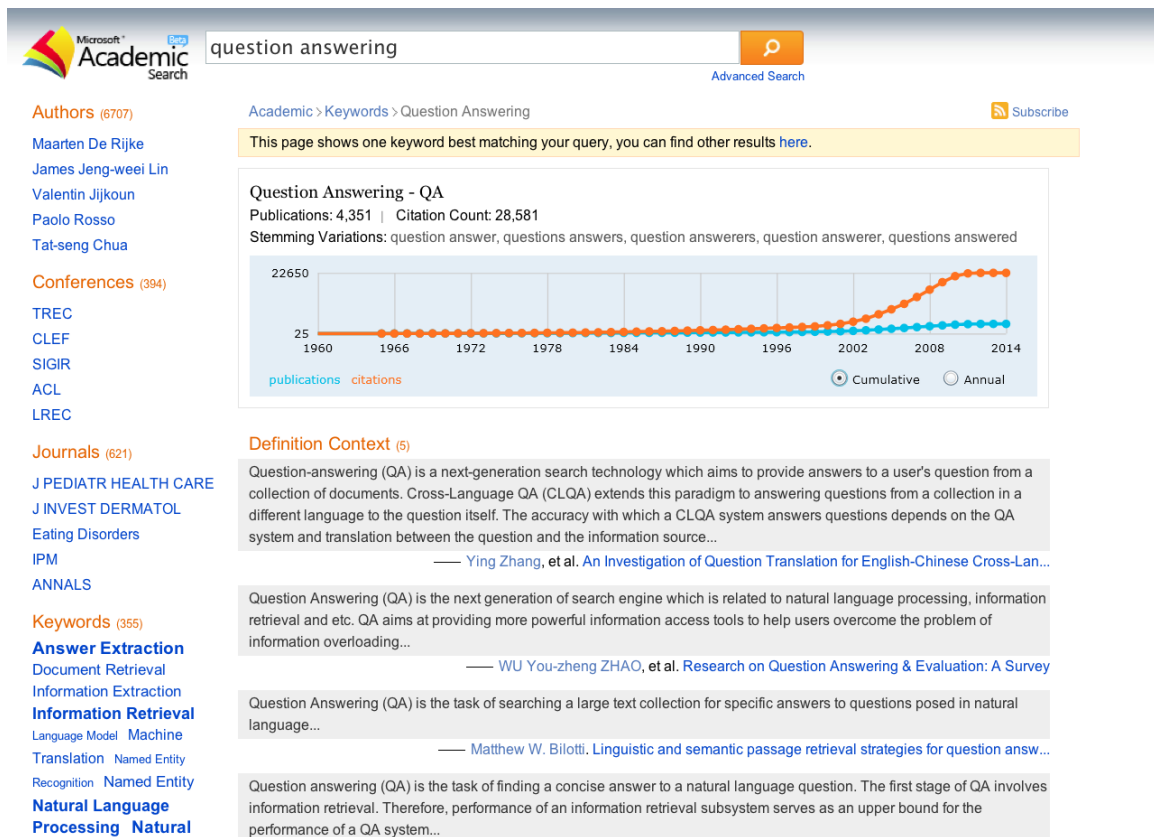 Microsoft®
Beta
Academic
Search
question answering
Advanced Search
Authors (6707)
Maarten De Rijke
James Jeng-weei Lin
Valentin Jijkoun
Paolo Rosso
Tat-seng Chua
Conferences (394)
TREC
CLEF
SIGIR
ACL
LREC
Journals (621)
J PEDIATR HEALTH CARE
J INVEST DERMATOL
Eating Disorders
IPM
ANNALS
Keywords (355)
Answer Extraction
Document Retrieval
Information Extraction
Information Retrieval
Language Model Machine
Translation Named Entity
Recognition Named Entity
Natural Language
Processing Natural
Academic > Keywords > Question Answering
Subscribe
This page shows one keyword best matching your query, you can find other results here.
Question Answering - QA
Publications: 4,351 | Citation Count: 28,581
Stemming Variations: question answer, questions answers, question answerers, question answerer, questions answered
22650
25
1960 1966 1972 1978 1984 1990 1996 2002 2008 2014
publications citations
Cumulative Annual
Definition Context (5)
Question-answering (QA) is a next-generation search technology which aims to provide answers to a user's question from a
collection of documents. Cross-Language QA (CLQA) extends this paradigm to answering questions from a collection in a
different language to the question itself. The accuracy with which a CLQA system answers questions depends on the QA
system and translation between the question and the information source...
—— Ying Zhang, et al. An Investigation of Question Translation for English-Chinese Cross-Lan...
Question Answering (QA) is the next generation of search engine which is related to natural language processing, information
retrieval and etc. QA aims at providing more powerful information access tools to help users overcome the problem of
information overloading...
—— WU You-zheng ZHAO, et al. Research on Question Answering & Evaluation: A Survey
Question Answering (QA) is the task of searching a large text collection for specific answers to questions posed in natural
language...
—— Matthew W. Bilotti. Linguistic and semantic passage retrieval strategies for question answ...
Question answering (QA) is the task of finding a concise answer to a natural language question. The first stage of QA involves
information retrieval. Therefore, performance of an information retrieval subsystem serves as an upper bound for the
performance of a QA system...